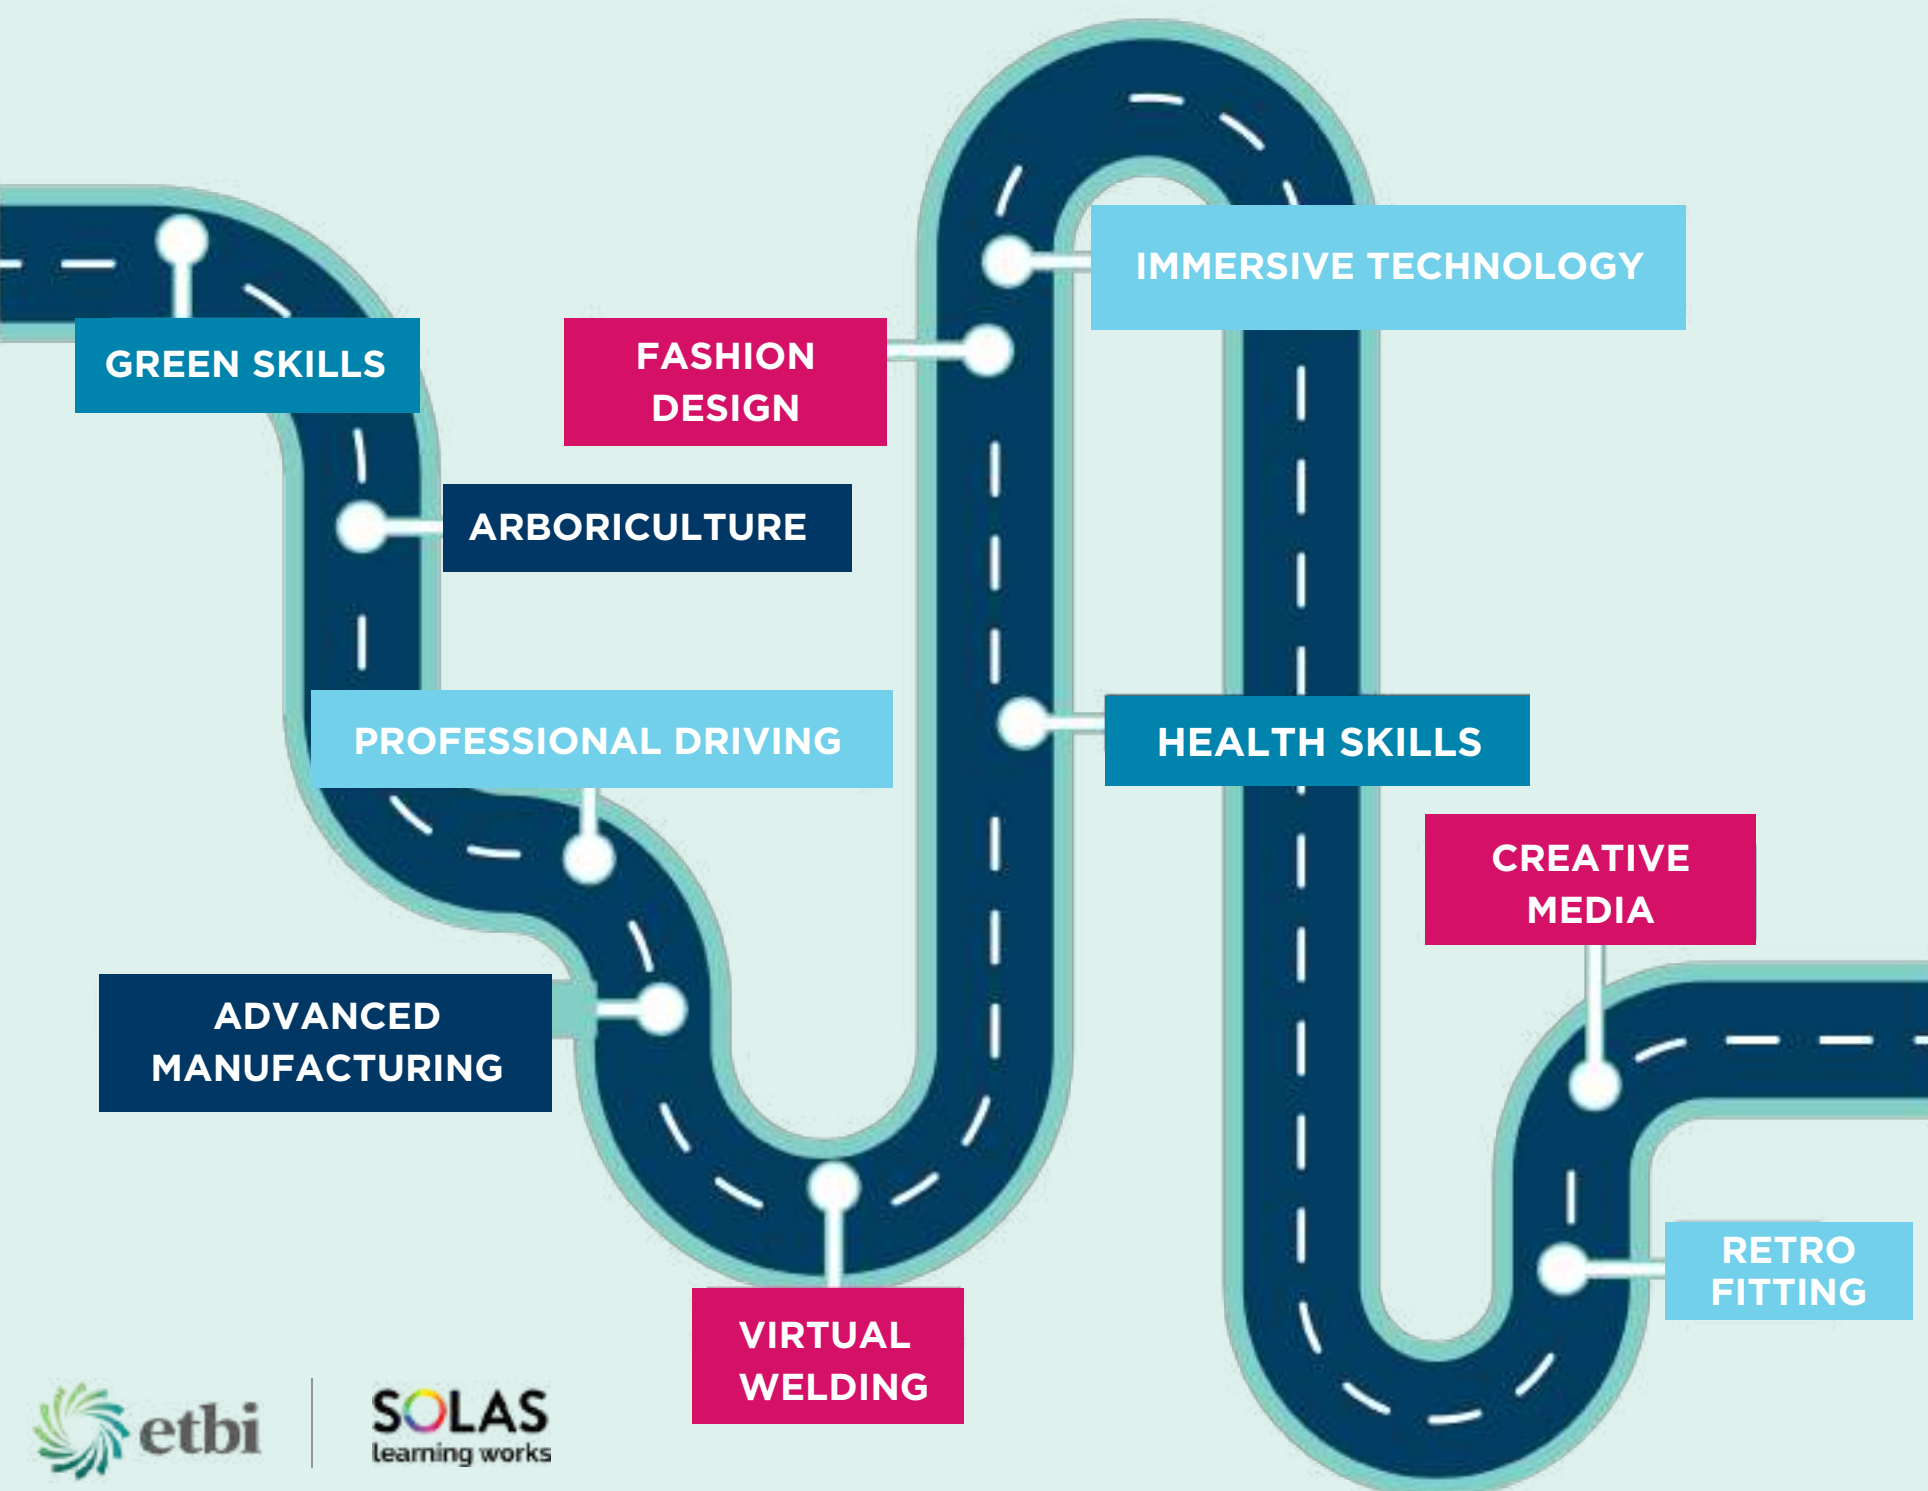 GREEN SKILLS
ARBORICULTURE
PROFESSIONAL DRIVING
ADVANCED
MANUFACTURING
VIRTUAL
WELDING
HEALTH SKILLS
FASHION
DESIGN
IMMERSIVE TECHNOLOGY
RETRO
FITTING
CREATIVE
MEDIA
etbi
SOLAS
learning works